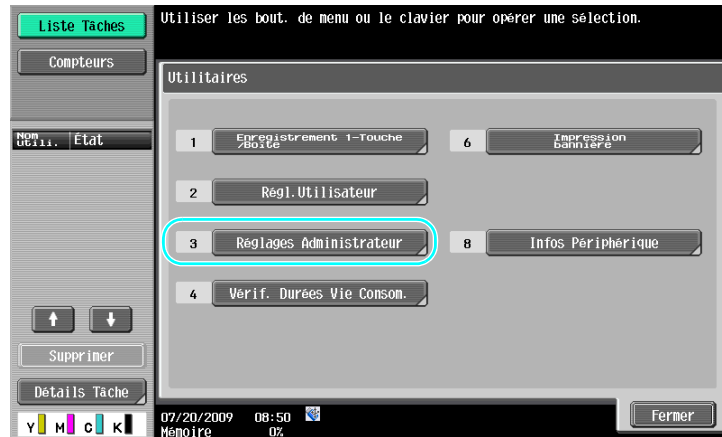 Liste Tâches
Utiliser les bout. de menu ou le clavier pour opérer une sélection.
Compteurs
Utilitaires
Nom
Utili. État
1 Enregistrement 1-Touche
/Boîte
6 Impression
bannière
2 Régl.Utilisateur
3 Réglages Administrateur
8 Infos Périphérique
4 Vérif. Durées Vie Consom.
Supprimer
Détails Tâche
Y M C K
07/20/2009 08:50
Mémoire 0%
Fermer